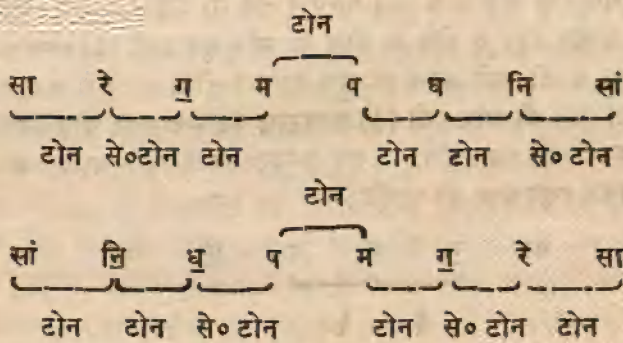 टोन
सा रे ग॒ म प ध नि सां
टोन से०टोन टोन टोन टोन से० टोन
टोन
सां नि॒ ध॒ प म ग॒ रे सा
टोन टोन से० टोन टोन से० टोन टोन